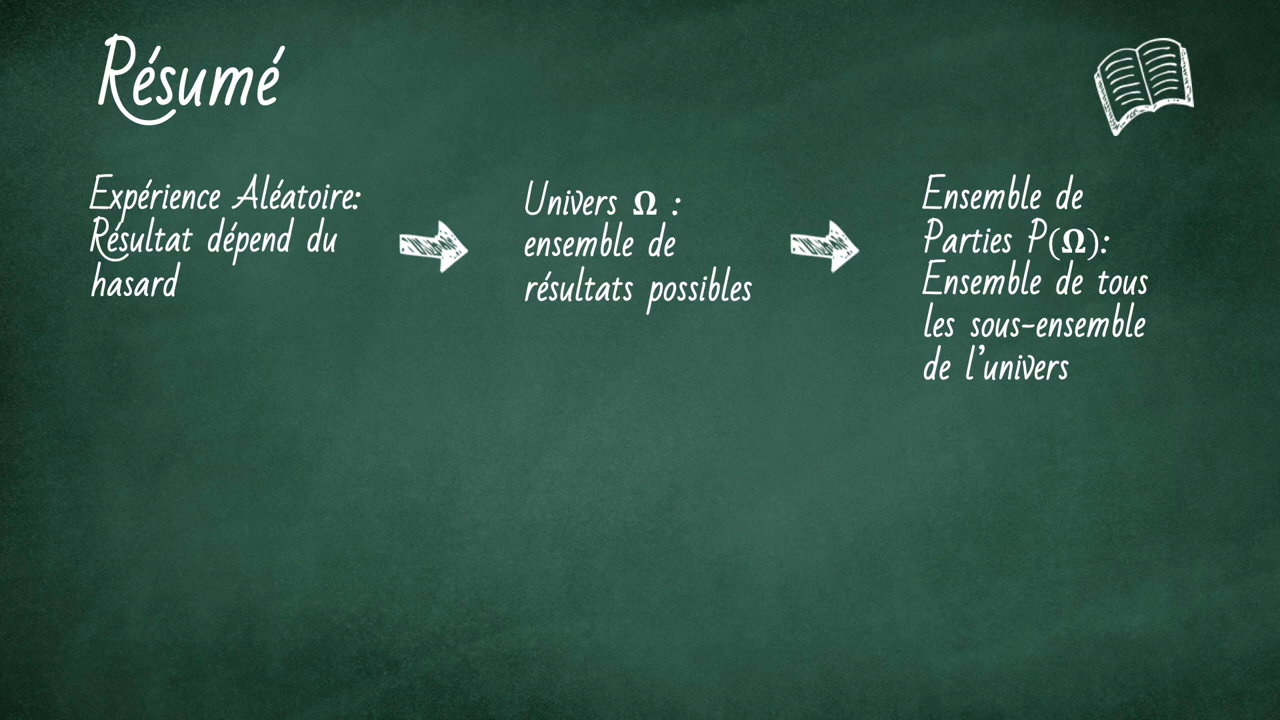 Résumé
Expérience Aléatoire:
Résultat dépend du
hasard
Univers Ω :
ensemble de
résultats possibles
Ensemble de
Parties P(Ω):
Ensemble de tous
les sous-ensemble
de l'univers